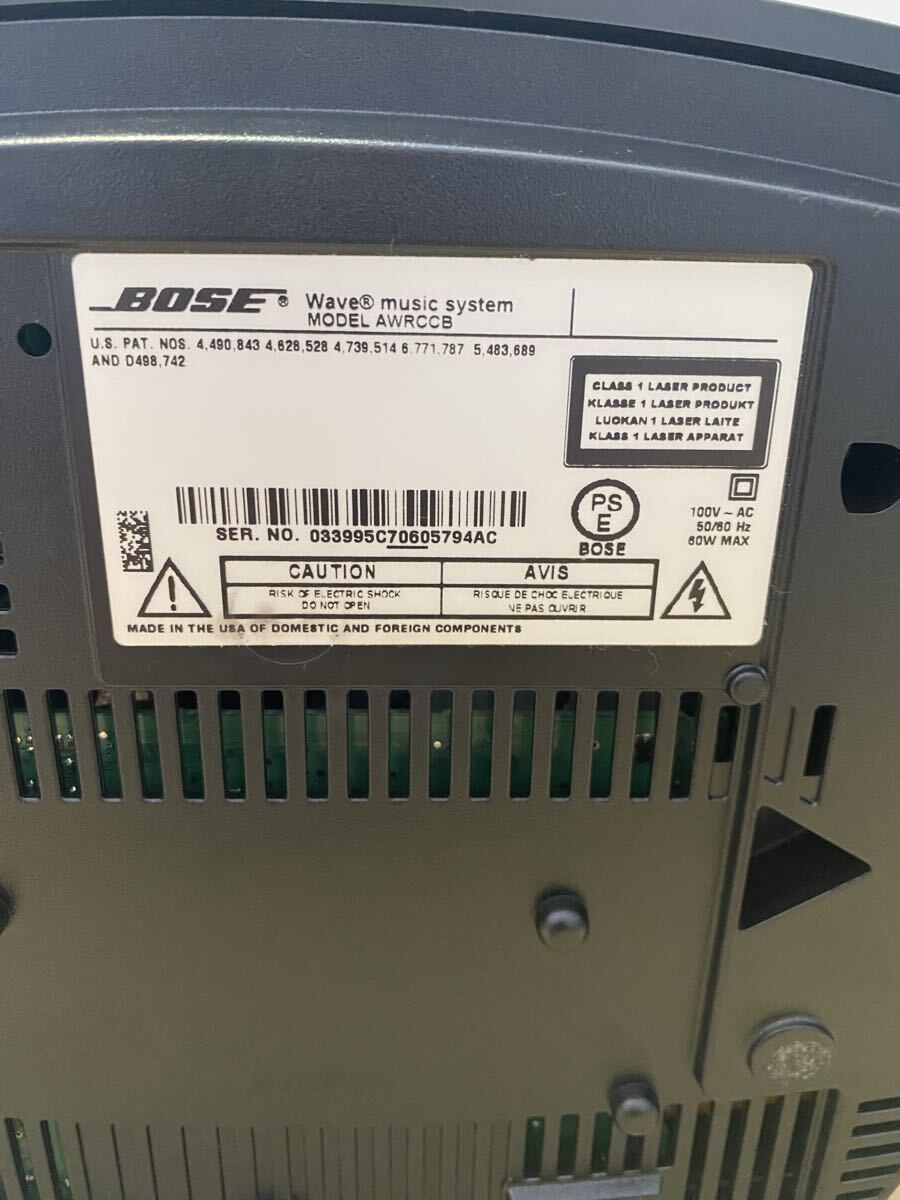 BOSE® Wave® music system
MODEL AWRCCB
U.S. PAT. NOS. 4,490,843 4,628,528 4,739,514 6,771,787 5,483,689
AND D498,742
CLASS 1 LASER PRODUCT
KLASSE 1 LASER PRODUKT
LUOKAN 1 LASER LAITE
KLASS 1 LASER APPARAT
SER. NO. 033995C70605794AC
PS
E
BOSE
100V ~ AC
50/60 Hz
60W MAX
CAUTION
RISK OF ELECTRIC SHOCK
DO NOT OPEN
AVIS
RISQUE DE CHOC ELECTRIQUE
NE PAS OUVRIR
MADE IN THE USA OF DOMESTIC AND FOREIGN COMPONENTS